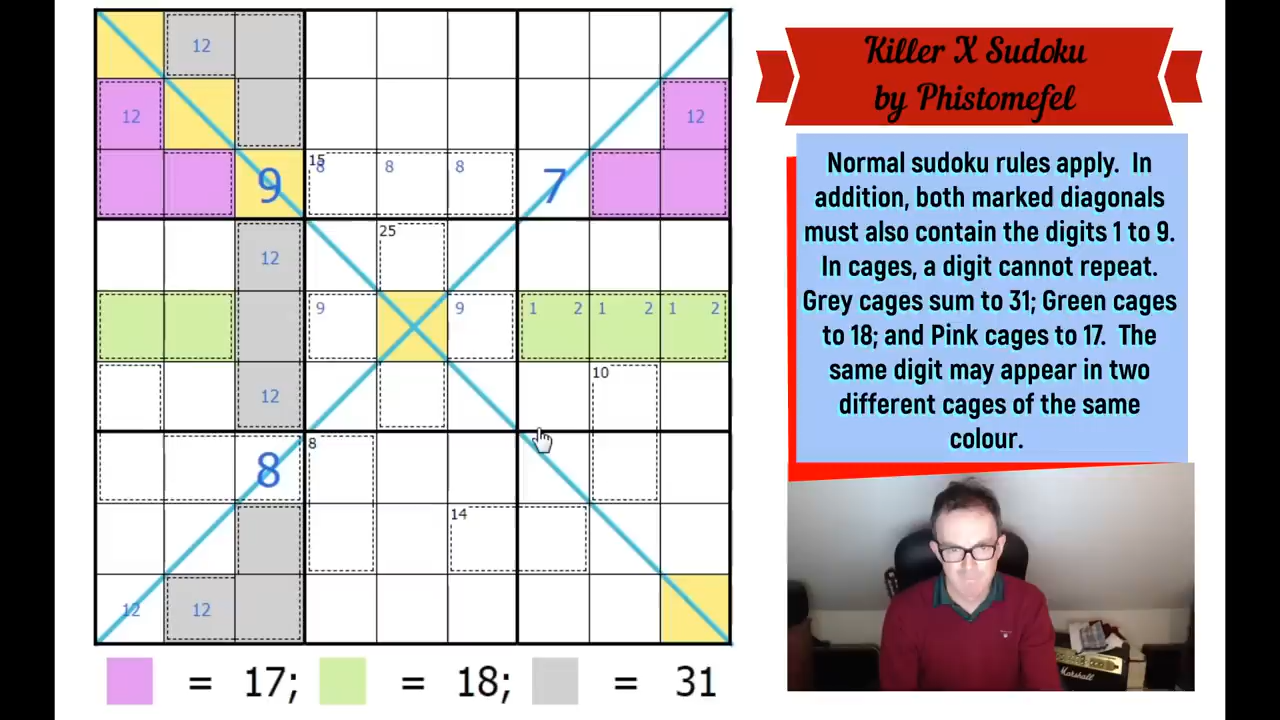 Killer X Sudoku
by Phistomefel
Normal sudoku rules apply. In
addition, both marked diagonals
must also contain the digits 1 to 9.
In cages, a digit cannot repeat.
Grey cages sum to 31; Green cages
to 18; and Pink cages to 17. The
same digit may appear in two
different cages of the same
colour.
12
12 12
15 8 8 8
9 7
25
12
9 9 1 2 1 2 1 2
10
12
8
8
14
12 12
= 17; = 18; = 31
Marshall